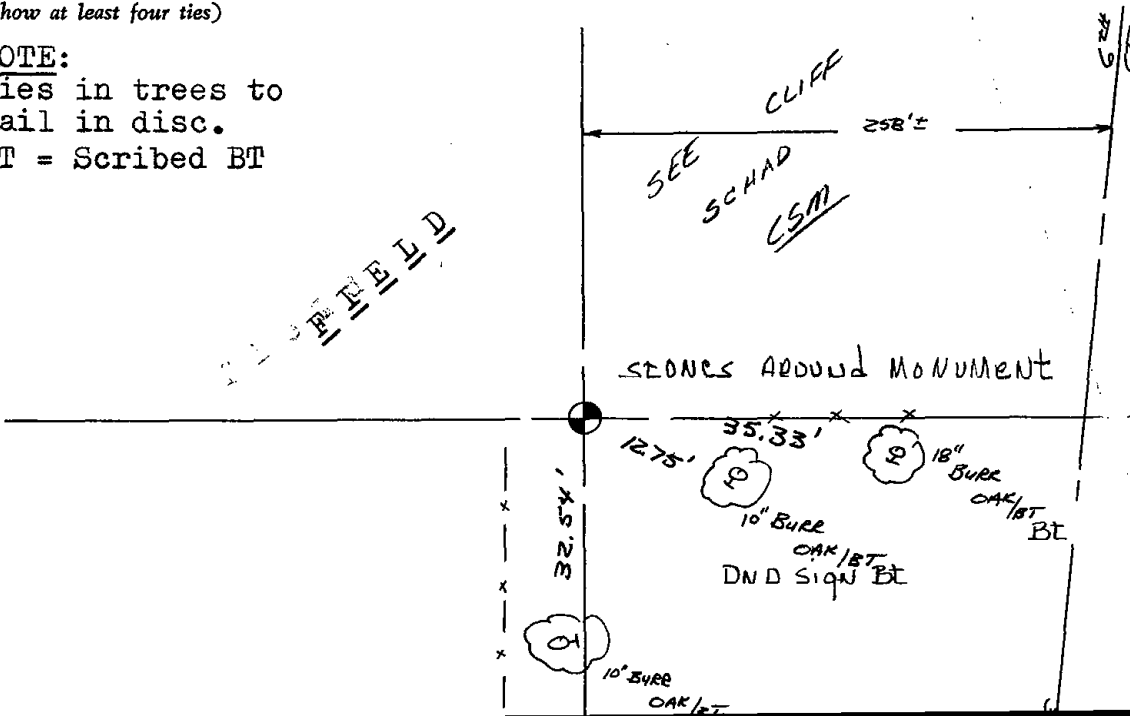 how at least four ties)
OTE:
ies in trees to
ail in disc.
T = Scribed BT
CLIFF
258'±
SEE
SCHAD
CSM
STONES AROUND MONUMENT
35.33'
12.75'
32.54'
18" BURR
OAK/BT
Bt
10" BURR
OAK/BT
DND SIGN Bt
10" BURR
OAK/BT